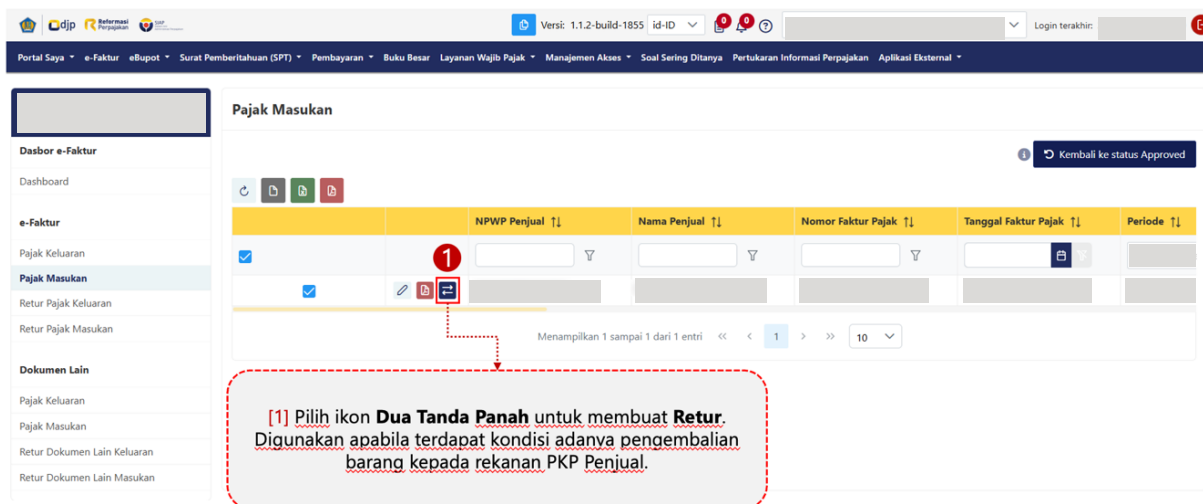 djp Reformasi Perpajakan SIAP
Versi: 1.1.2-build-1855 id-ID 0 0 Login terakhir:
Portal Saya e-Faktur eBupot Surat Pemberitahuan (SPT) Pembayaran Buku Besar Layanan Wajib Pajak Manajemen Akses Soal Sering Ditanya Pertukaran Informasi Perpajakan Aplikasi Eksternal
Dasbor e-Faktur
Dashboard
e-Faktur
Pajak Keluaran
Pajak Masukan
Retur Pajak Keluaran
Retur Pajak Masukan
Dokumen Lain
Pajak Keluaran
Pajak Masukan
Retur Dokumen Lain Keluaran
Retur Dokumen Lain Masukan
Pajak Masukan
Kembali ke status Approved
NPWP Penjual Nama Penjual Nomor Faktur Pajak Tanggal Faktur Pajak Periode
1
Menampilkan 1 sampai 1 dari 1 entri << < 1 > >> 10
[1] Pilih ikon Dua Tanda Panah untuk membuat Retur.
Digunakan apabila terdapat kondisi adanya pengembalian
barang kepada rekanan PKP Penjual.